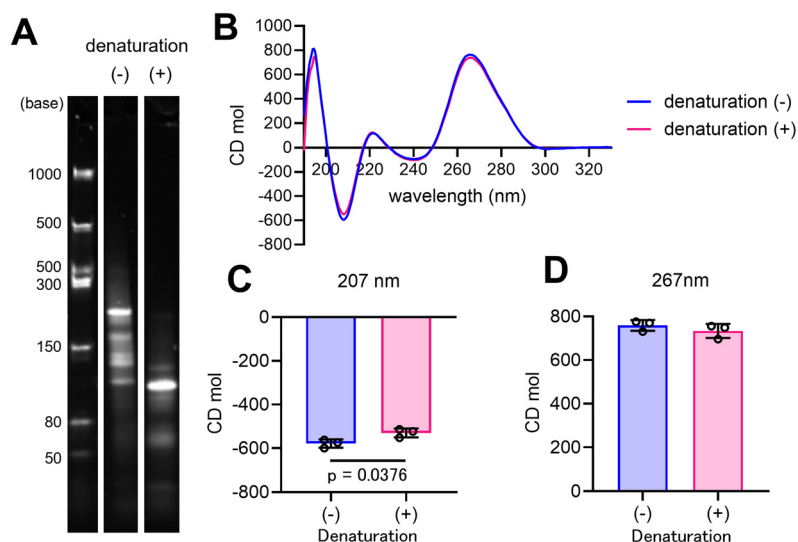 A
denaturation
(-) (+)
(base)
1000
500
500
300
150
80
50
B
CD mol
1000
800
600
400
200
0
-200
-400
-600
-800
200 220 240 260 280 300 320
wavelength (nm)
denaturation (-)
denaturation (+)
C
207 nm
CD mol
0
-200
-400
-600
-800
p = 0.0376
(-) (+)
Denaturation
D
267nm
CD mol
800
600
400
200
0
(-) (+)
Denaturation